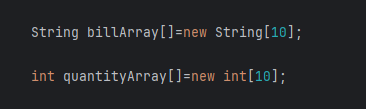 String billArray[]=new String[10];
int quantityArray[]=new int[10];